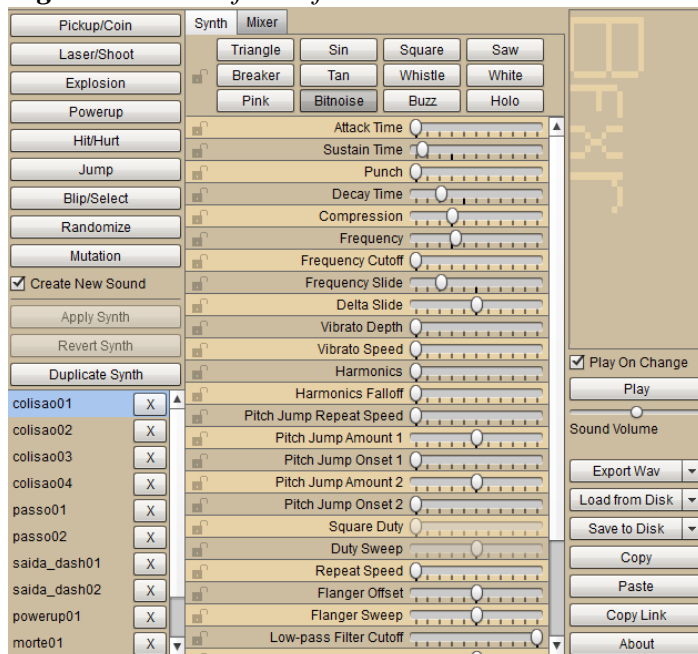 Pickup/Coin
Laser/Shoot
Explosion
Powerup
Hit/Hurt
Jump
Blip/Select
Randomize
Mutation
Create New Sound
Apply Synth
Revert Synth
Duplicate Synth
colisao01 X
colisao02 X
colisao03 X
colisao04 X
passo01 X
passo02 X
saida_dash01 X
saida_dash02 X
powerup01 X
morte01 X
Synth Mixer
Triangle Sin Square Saw
Breaker Tan Whistle White
Pink Bitnoise Buzz Holo
Attack Time
Sustain Time
Punch
Decay Time
Compression
Frequency
Frequency Cutoff
Frequency Slide
Delta Slide
Vibrato Depth
Vibrato Speed
Harmonics
Harmonics Falloff
Pitch Jump Repeat Speed
Pitch Jump Amount 1
Pitch Jump Onset 1
Pitch Jump Amount 2
Pitch Jump Onset 2
Square Duty
Duty Sweep
Repeat Speed
Flanger Offset
Flanger Sweep
Low-pass Filter Cutoff
Bfxr
Play On Change
Play
Sound Volume
Export Wav
Load from Disk
Save to Disk
Copy
Paste
Copy Link
About